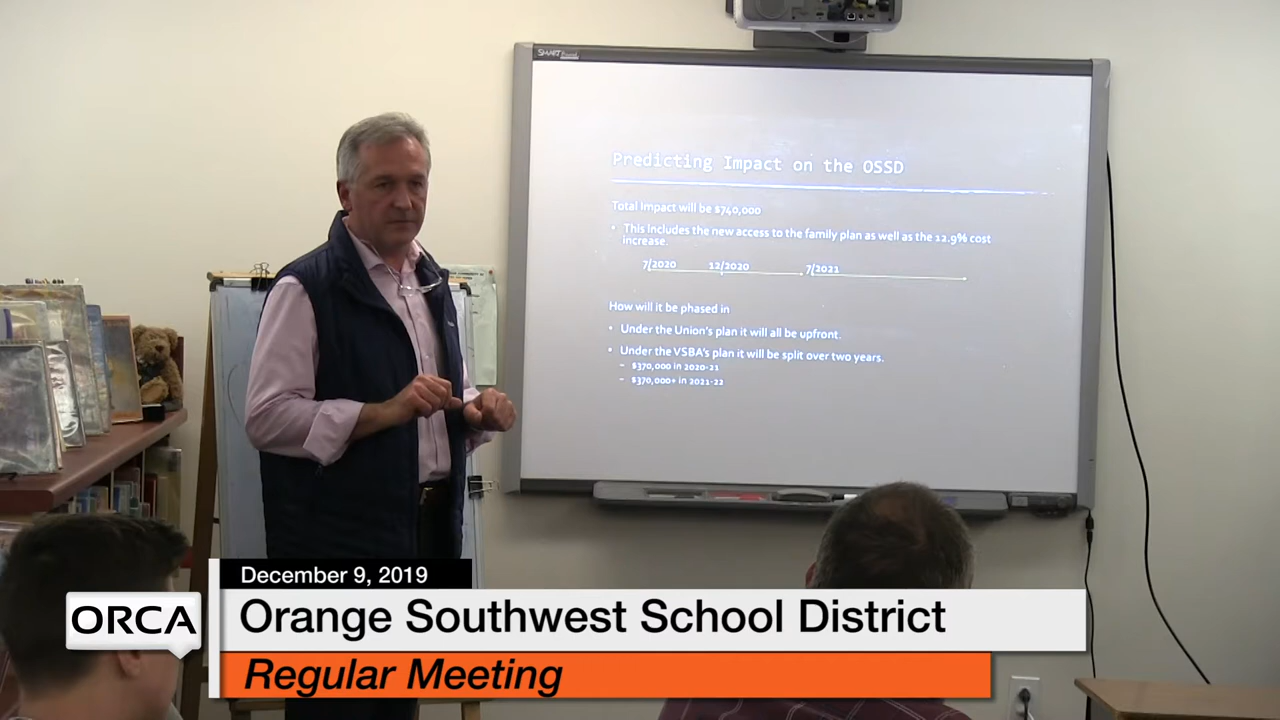 SMART Board
Predicting Impact on the OSSD
Total Impact will be $740,000
• This includes the new access to the family plan as well as the 12.9% cost
increase.
7/2020 12/2020 7/2021
How will it be phased in
• Under the Union's plan it will all be upfront.
• Under the VSBA's plan it will be split over two years.
– $370,000 in 2020-21
– $370,000+ in 2021-22
December 9, 2019
ORCA
Orange Southwest School District
Regular Meeting